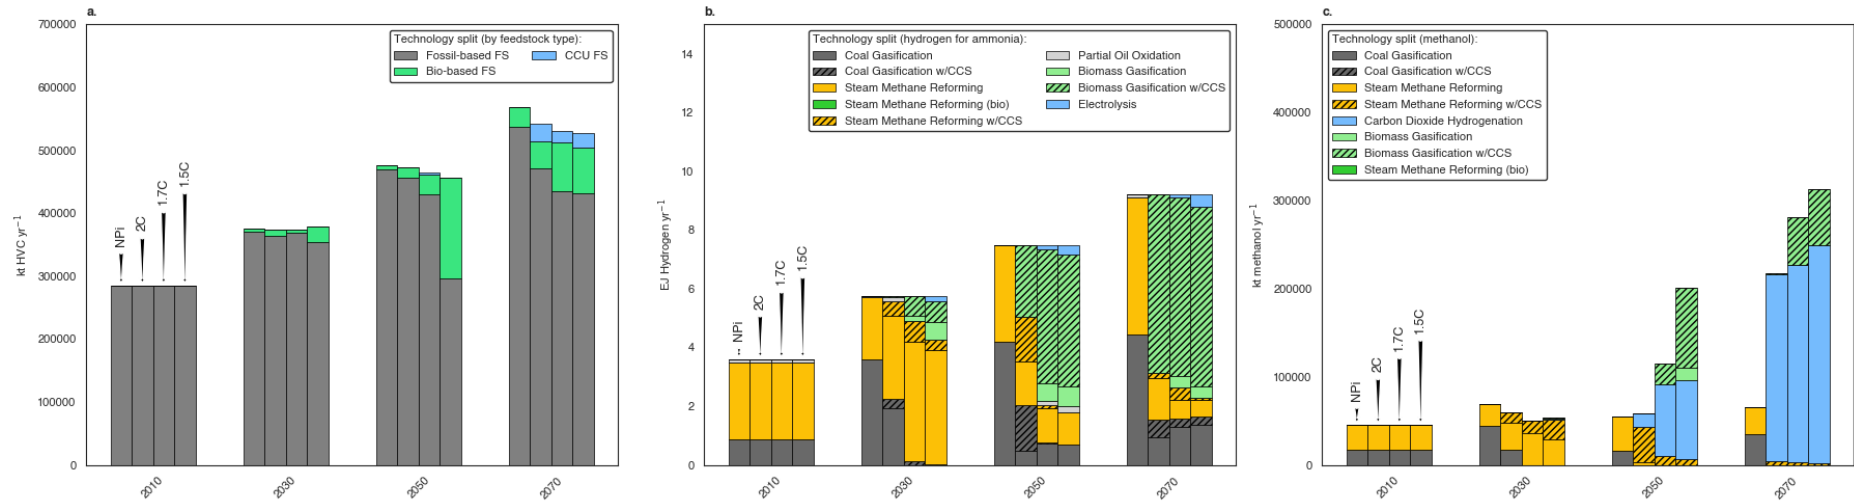 a.
700000
600000
500000
400000
300000
200000
100000
0
kt HVC yr−1
Technology split (by feedstock type):
Fossil-based FS
Bio-based FS
CCU FS
NPi
2C
1.7C
1.5C
2010
2030
2050
2070
b.
14
12
10
8
6
4
2
0
EJ Hydrogen yr−1
Technology split (hydrogen for ammonia):
Coal Gasification
Coal Gasification w/CCS
Steam Methane Reforming
Steam Methane Reforming (bio)
Steam Methane Reforming w/CCS
Partial Oil Oxidation
Biomass Gasification
Biomass Gasification w/CCS
Electrolysis
NPi
2C
1.7C
1.5C
2010
2030
2050
2070
c.
500000
400000
300000
200000
100000
0
kt methanol yr−1
Technology split (methanol):
Coal Gasification
Coal Gasification w/CCS
Steam Methane Reforming
Steam Methane Reforming w/CCS
Carbon Dioxide Hydrogenation
Biomass Gasification
Biomass Gasification w/CCS
Steam Methane Reforming (bio)
NPi
2C
1.7C
1.5C
2010
2030
2050
2070